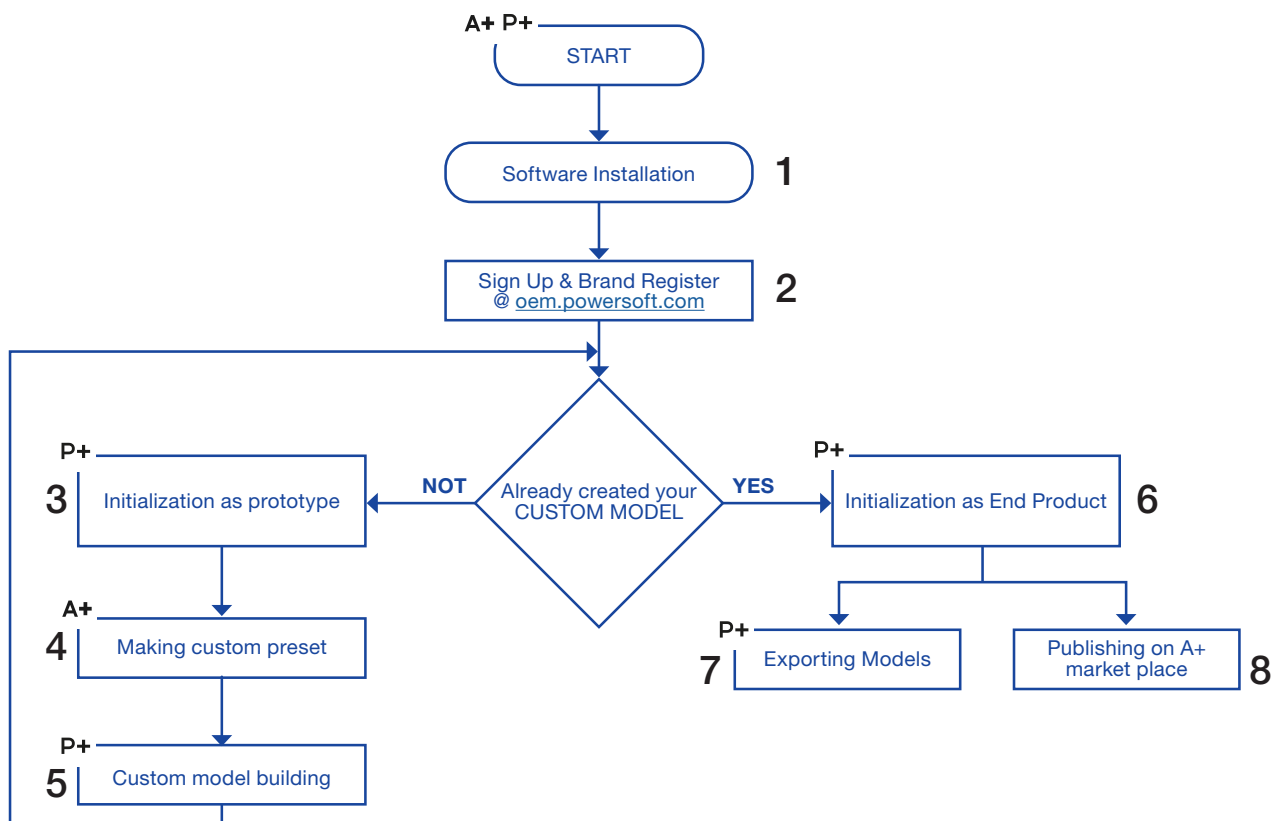 A+ P+
START
Software Installation
1
Sign Up & Brand Register
@ oem.powersoft.com
2
Already created your
CUSTOM MODEL
NOT
YES
P+
3
Initialization as prototype
A+
4
Making custom preset
P+
5
Custom model building
P+
Initialization as End Product
6
P+
7
Exporting Models
Publishing on A+
market place
8